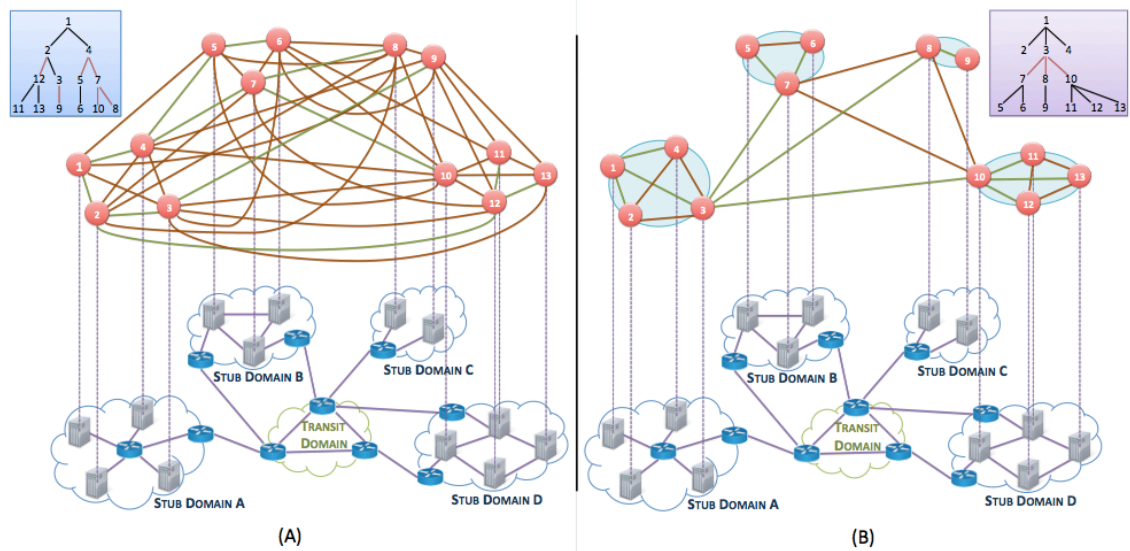 1
2 4
12 3 5 7
11 13 9 6 10 8
5 6 8 9
7
4 11
1 10 13
2 3 12
STUB DOMAIN B
STUB DOMAIN C
TRANSIT
DOMAIN
STUB DOMAIN A
STUB DOMAIN D
(A)
1
2 3 4
7 8 10
5 6 9 11 12 13
5 6 8 9
7
4 11
1 10 13
2 3 12
STUB DOMAIN B
STUB DOMAIN C
TRANSIT
DOMAIN
STUB DOMAIN A
STUB DOMAIN D
(B)